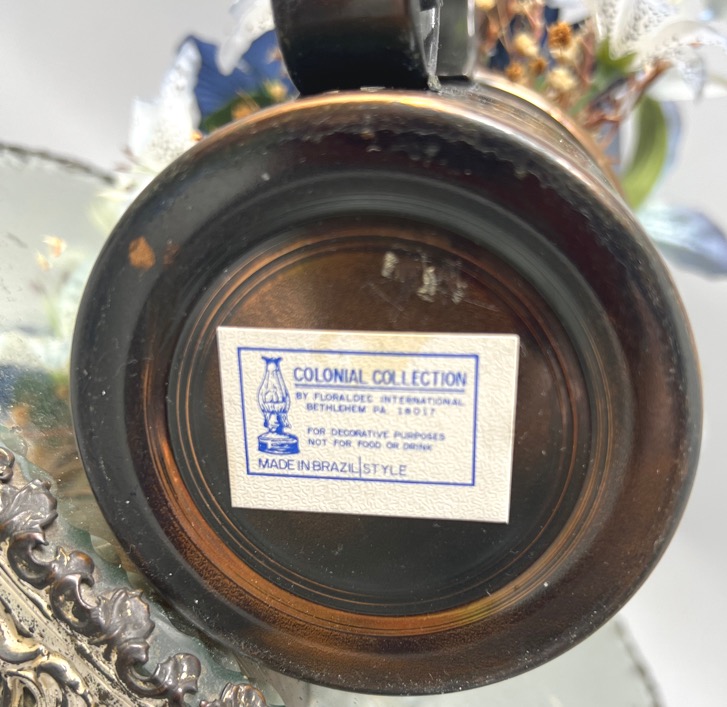 COLONIAL COLLECTION
BY FLORALDEC INTERNATIONAL
BETHLEHEM PA. 18017
FOR DECORATIVE PURPOSES
NOT FOR FOOD OR DRINK
MADE IN BRAZIL|STYLE